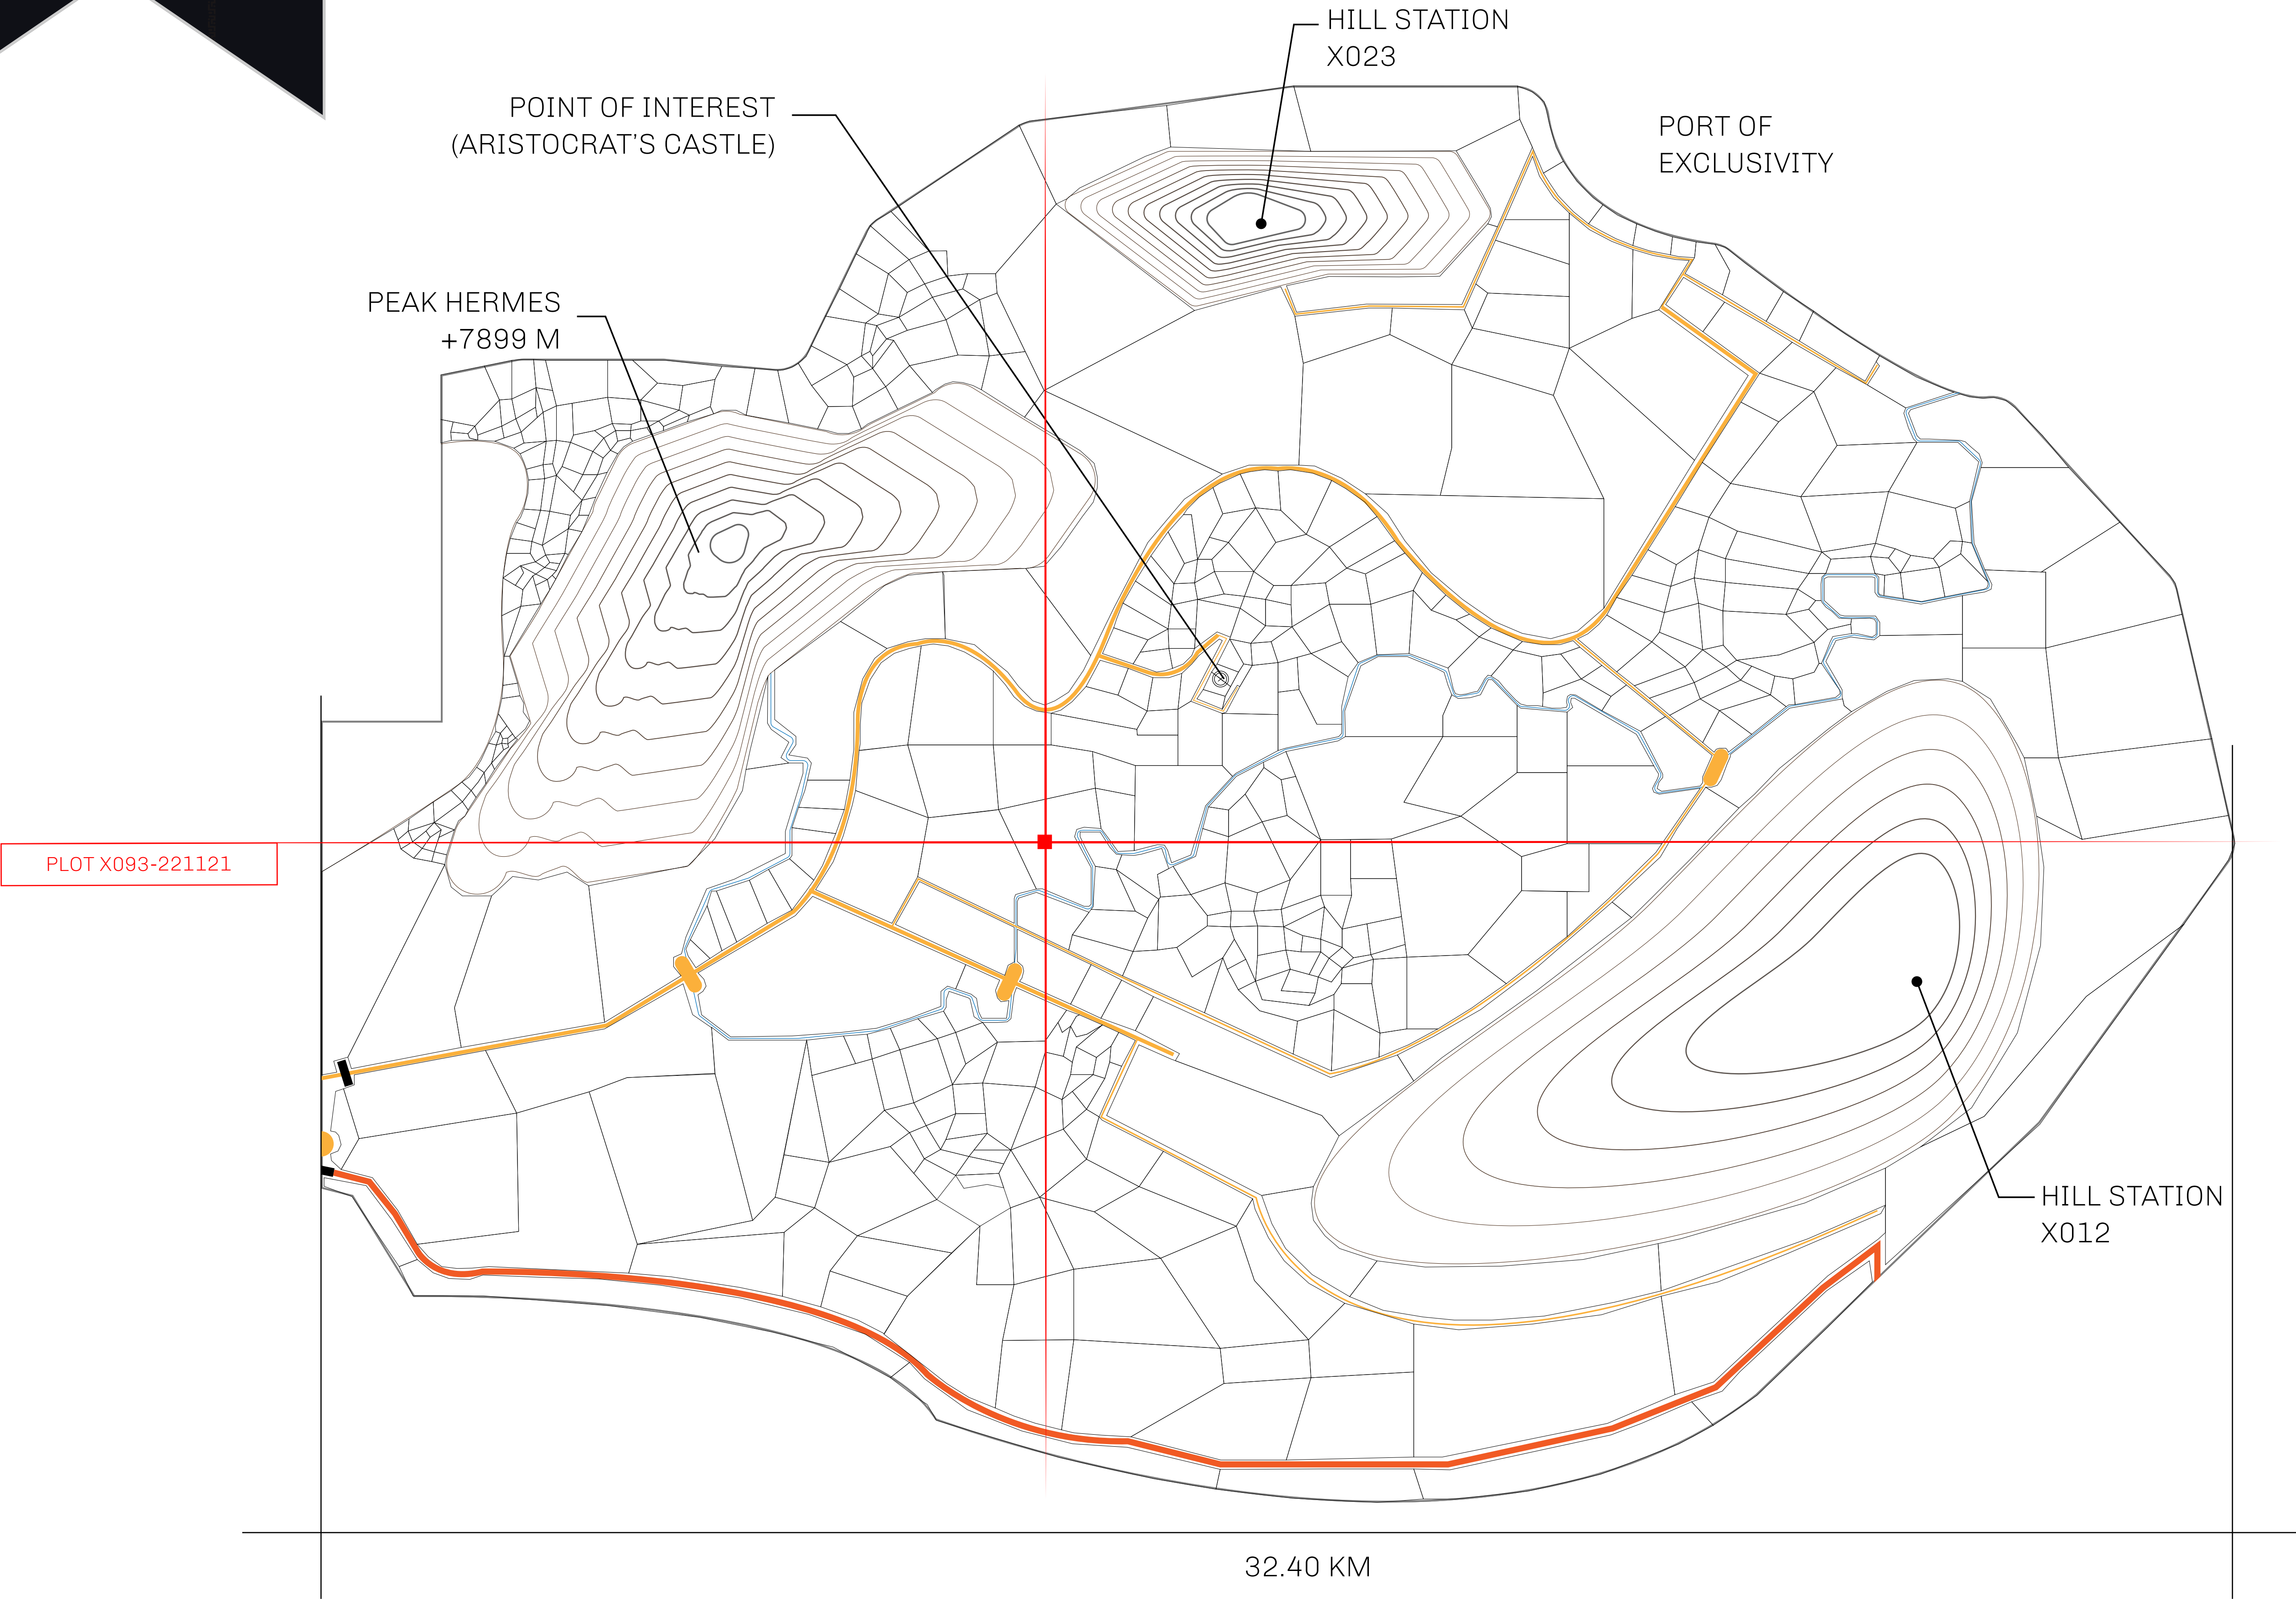 HILL STATION
X023
POINT OF INTEREST
(ARISTOCRAT'S CASTLE)
PORT OF
EXCLUSIVITY
PEAK HERMES
+7899 M
PLOT X093-221121
HILL STATION
X012
32.40 KM